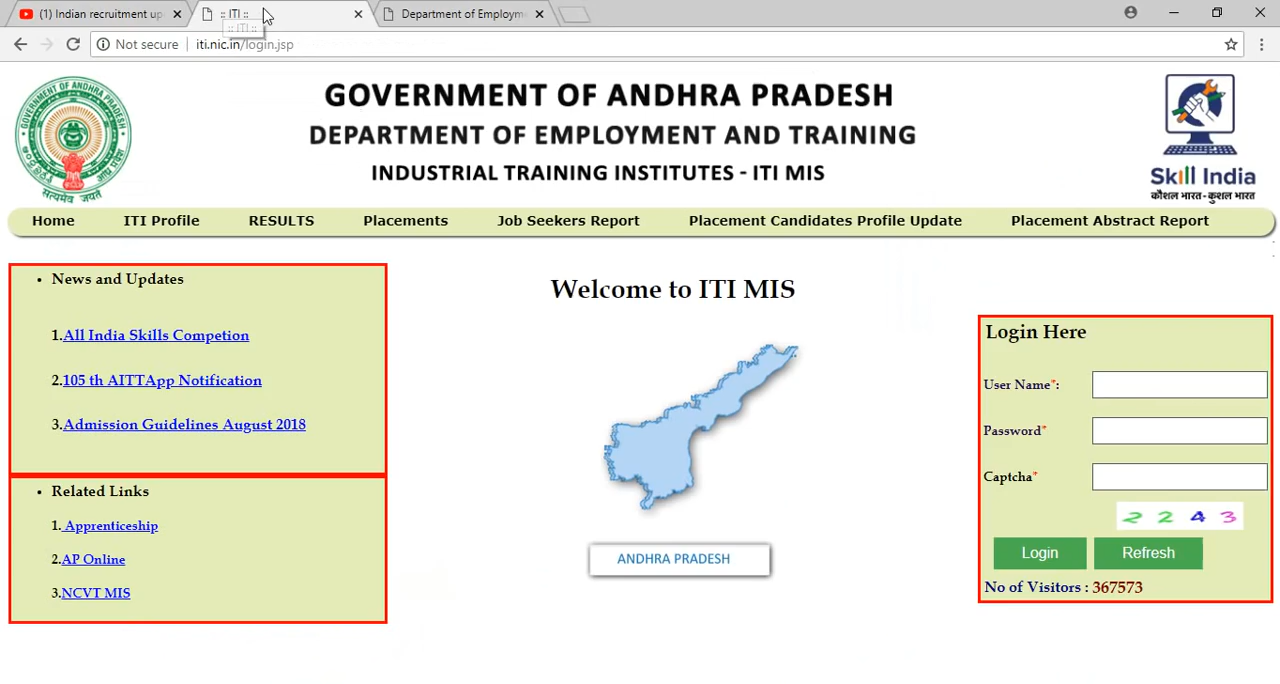 (1) Indian recruitment up
:: ITI ::
Department of Employm
:: ITI ::
Not secure
iti.nic.in/login.jsp
GOVERNMENT OF ANDHRA PRADESH
DEPARTMENT OF EMPLOYMENT AND TRAINING
INDUSTRIAL TRAINING INSTITUTES - ITI MIS
सत्यमेव जयते
Skill India
कौशल भारत-कुशल भारत
Home
ITI Profile
RESULTS
Placements
Job Seekers Report
Placement Candidates Profile Update
Placement Abstract Report
• News and Updates
1.All India Skills Competion
2.105 th AITTApp Notification
3.Admission Guidelines August 2018
• Related Links
1. Apprenticeship
2.AP Online
3.NCVT MIS
Welcome to ITI MIS
ANDHRA PRADESH
Login Here
User Name*:
Password*
Captcha*
2 2 4 3
Login
Refresh
No of Visitors : 367573